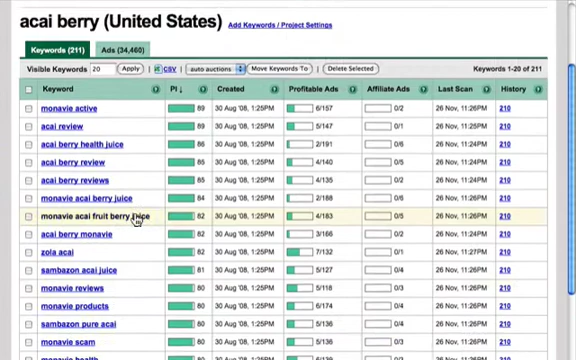 acai berry (United States) Add Keywords / Project Settings
Keywords (211) Ads (34,460)
Visible Keywords 20 Apply | CSV auto auctions Move Keywords To | Delete Selected Keywords 1-20 of 211
Keyword PI↓ Created Profitable Ads Affiliate Ads Last Scan History
monavie active 89 30 Aug '08, 1:25PM 6/157 0/2 26 Nov, 11:26PM 210
acai review 89 30 Aug '08, 1:25PM 5/147 0/1 26 Nov, 11:25PM 210
acai berry health juice 86 30 Aug '08, 1:25PM 2/191 0/6 26 Nov, 11:24PM 210
acai berry review 85 30 Aug '08, 1:25PM 4/140 0/5 26 Nov, 11:24PM 210
acai berry reviews 85 30 Aug '08, 1:25PM 4/135 0/2 26 Nov, 11:24PM 210
monavie acai berry juice 84 30 Aug '08, 1:25PM 2/188 0/6 26 Nov, 11:26PM 210
monavie acai fruit berry juice 82 30 Aug '08, 1:25PM 4/183 0/5 26 Nov, 11:26PM 210
acai berry monavie 82 30 Aug '08, 1:25PM 3/166 0/2 26 Nov, 11:24PM 210
zola acai 82 30 Aug '08, 1:25PM 7/132 0/1 26 Nov, 11:27PM 210
sambazon acai juice 81 30 Aug '08, 1:25PM 5/127 0/4 26 Nov, 11:26PM 210
monavie reviews 80 30 Aug '08, 1:25PM 5/118 0/3 26 Nov, 11:26PM 210
monavie products 80 30 Aug '08, 1:25PM 6/174 0/4 26 Nov, 11:26PM 210
sambazon pure acai 80 30 Aug '08, 1:25PM 5/136 0/4 26 Nov, 11:26PM 210
monavie scam 80 30 Aug '08, 1:25PM 5/136 0/3 26 Nov, 11:26PM 210
monavie health